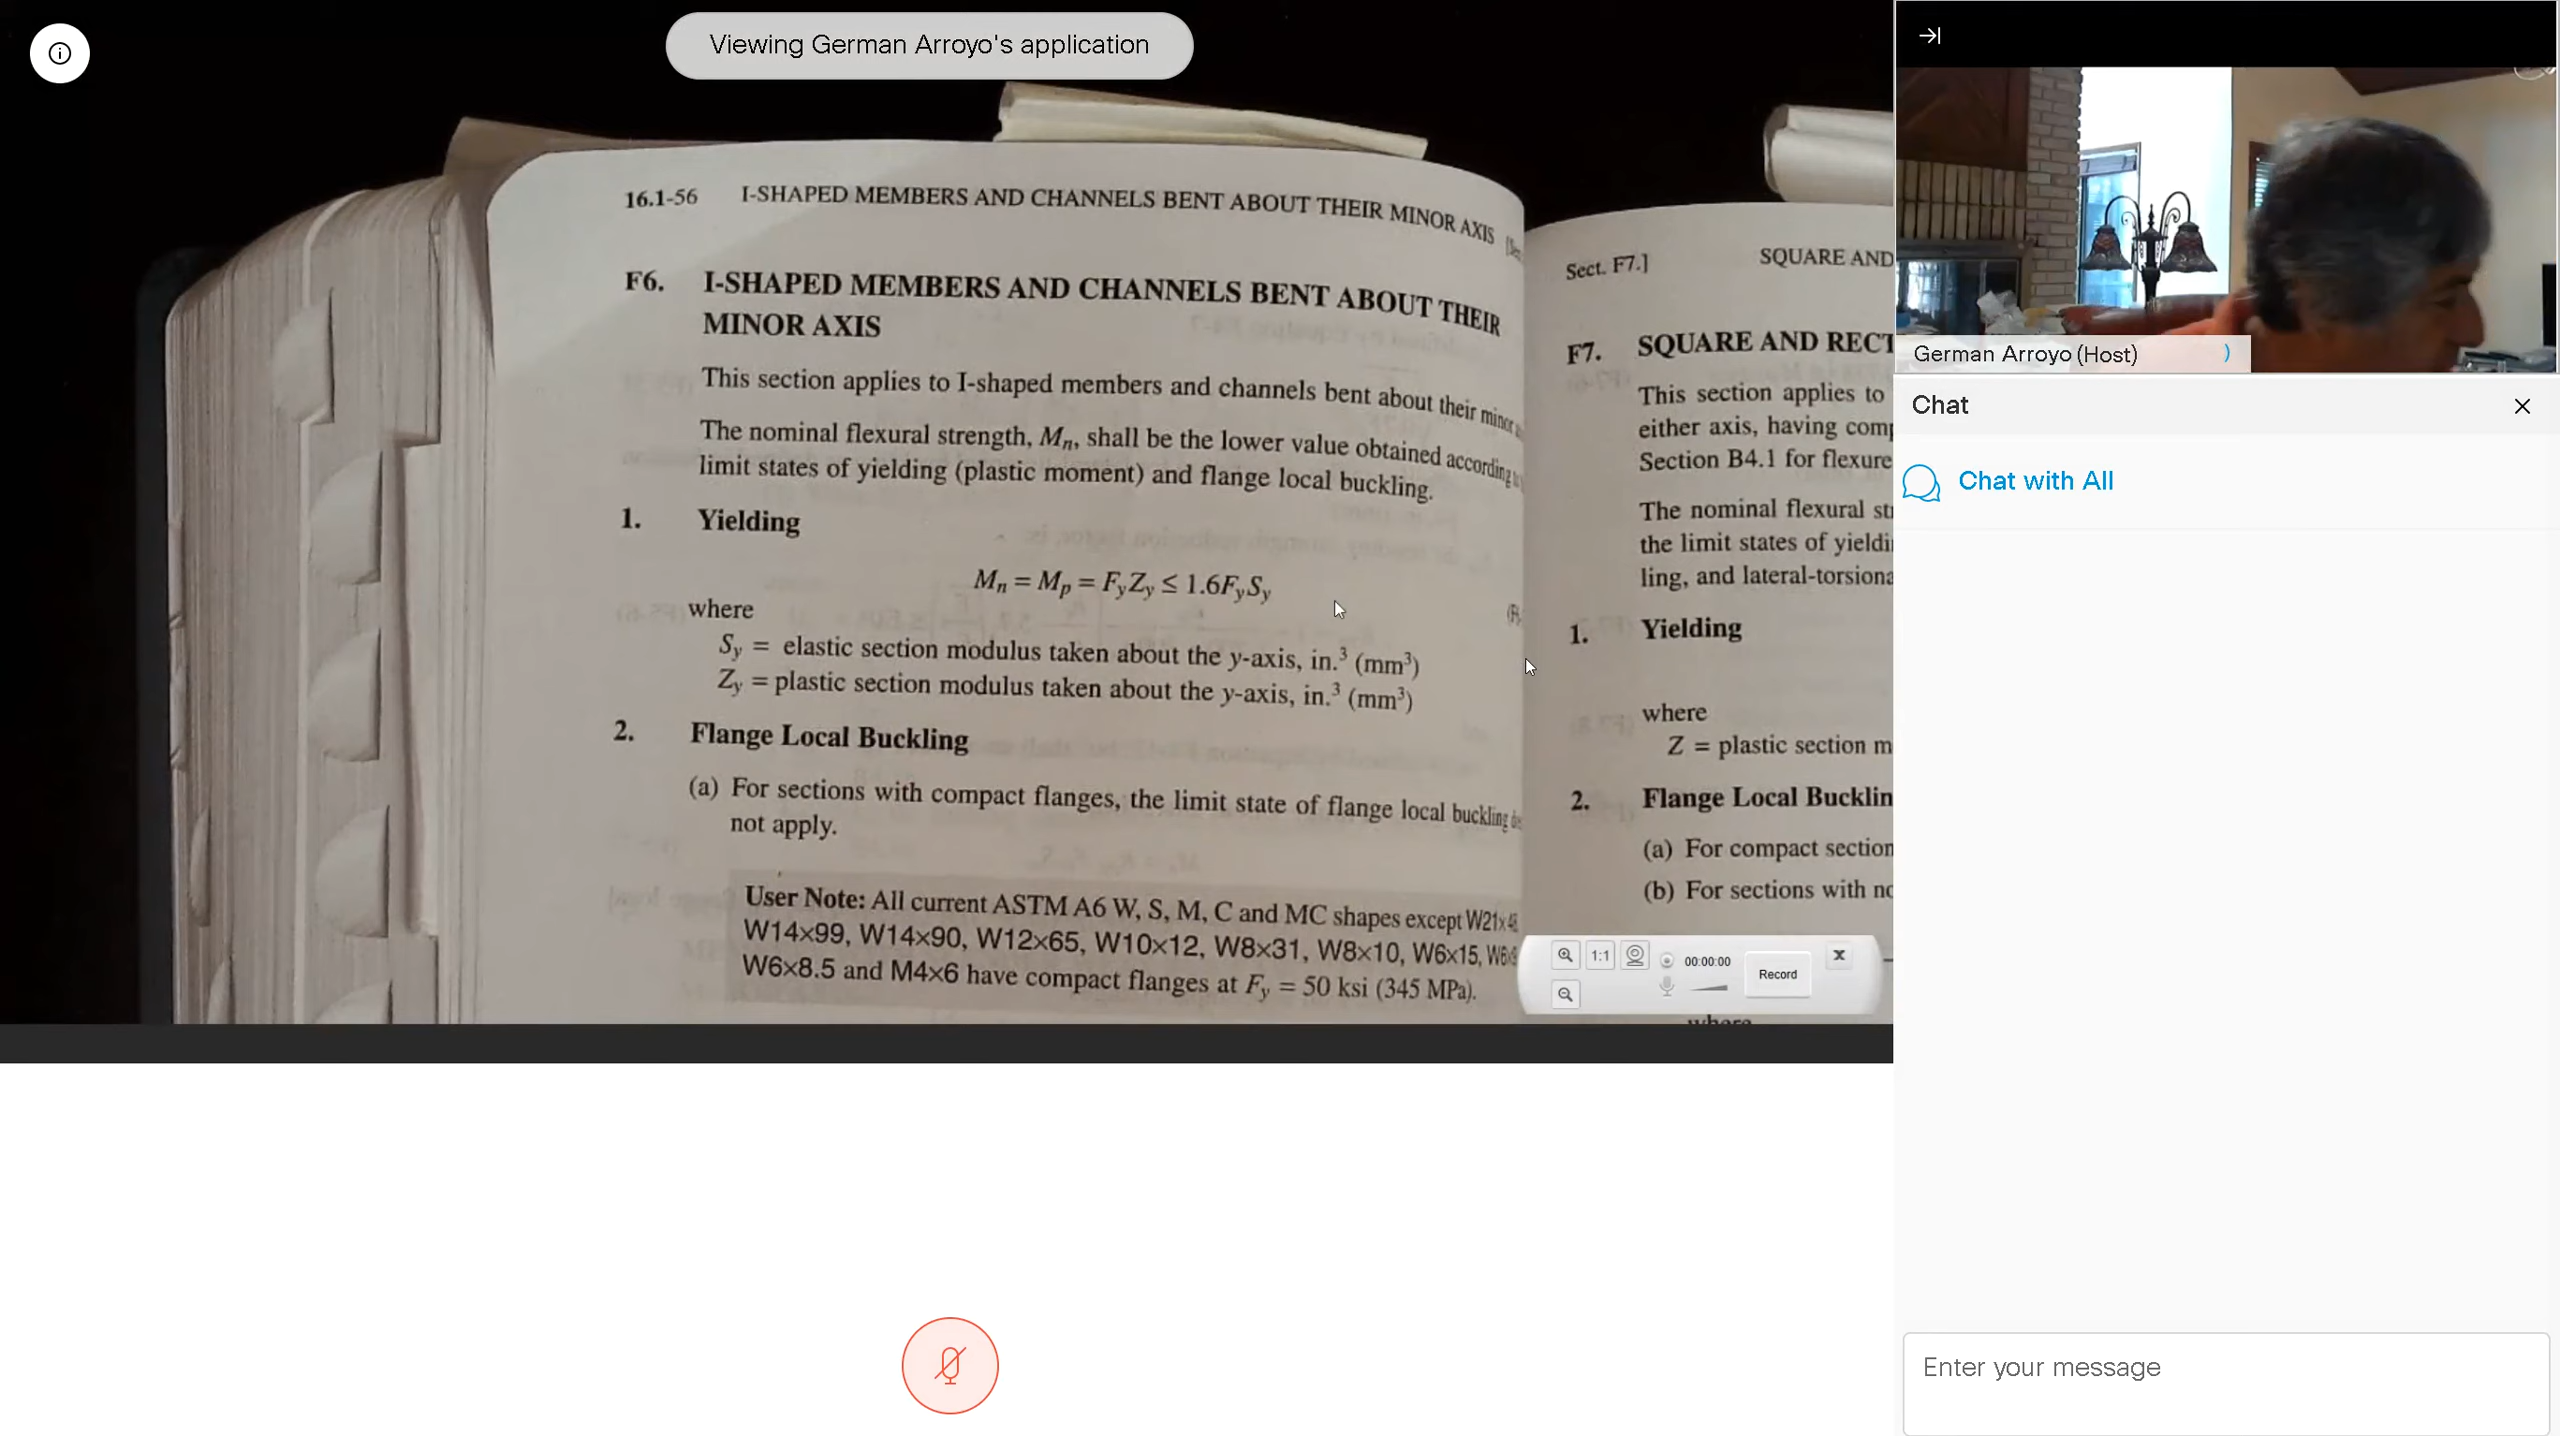 Viewing German Arroyo's application
16.1-56 I-SHAPED MEMBERS AND CHANNELS BENT ABOUT THEIR MINOR AXIS
F6. I-SHAPED MEMBERS AND CHANNELS BENT ABOUT THEIR
MINOR AXIS
This section applies to I-shaped members and channels bent about their minor
The nominal flexural strength, Mn, shall be the lower value obtained according
limit states of yielding (plastic moment) and flange local buckling.
1. Yielding
Mn = Mp = FyZy ≤ 1.6FySy
where
Sy = elastic section modulus taken about the y-axis, in.³ (mm³)
Zy = plastic section modulus taken about the y-axis, in.³ (mm³)
2. Flange Local Buckling
(a) For sections with compact flanges, the limit state of flange local buckling
not apply.
User Note: All current ASTM A6 W, S, M, C and MC shapes except
W14×99, W14×90, W12×65, W10×12, W8×31, W8×10, W6×15,
W6×8.5 and M4×6 have compact flanges at Fy = 50 ksi (345 MPa).
Sect. F7.] SQUARE AND
F7. SQUARE AND RECT
This section applies to
either axis, having comp
Section B4.1 for flexure
The nominal flexural st
the limit states of yieldi
ling, and lateral-torsiona
1. Yielding
where
Z = plastic section m
2. Flange Local Bucklin
(a) For compact section
(b) For sections with no
1:1
00:00:00
Record
X
where
German Arroyo (Host)
Chat
Chat with All
Enter your message